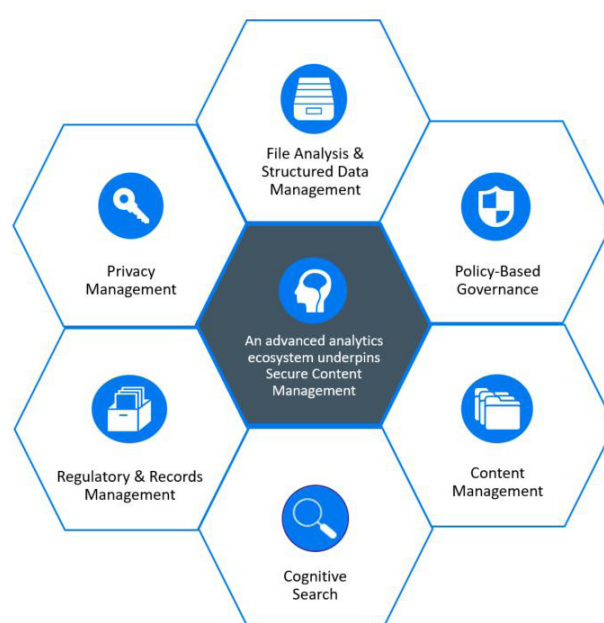 File Analysis &
Structured Data
Management
Privacy
Management
Policy-Based
Governance
An advanced analytics
ecosystem underpins
Secure Content
Management
Regulatory & Records
Management
Content
Management
Cognitive
Search